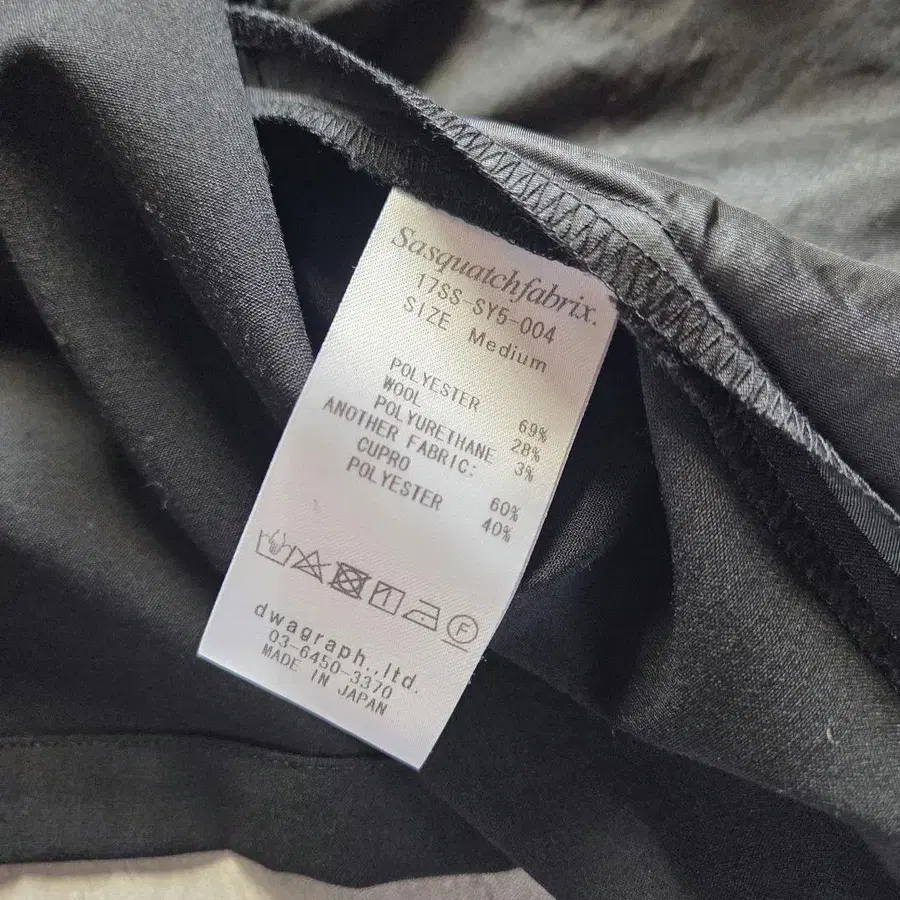 Sasquatchfabrix.
17SS-SY5-004
SIZE Medium
POLYESTER 69%
WOOL 28%
POLYURETHANE 3%
ANOTHER FABRIC:
CUPRO 60%
POLYESTER 40%
F
dwagraph.,ltd.
03-6450-3370
MADE IN JAPAN